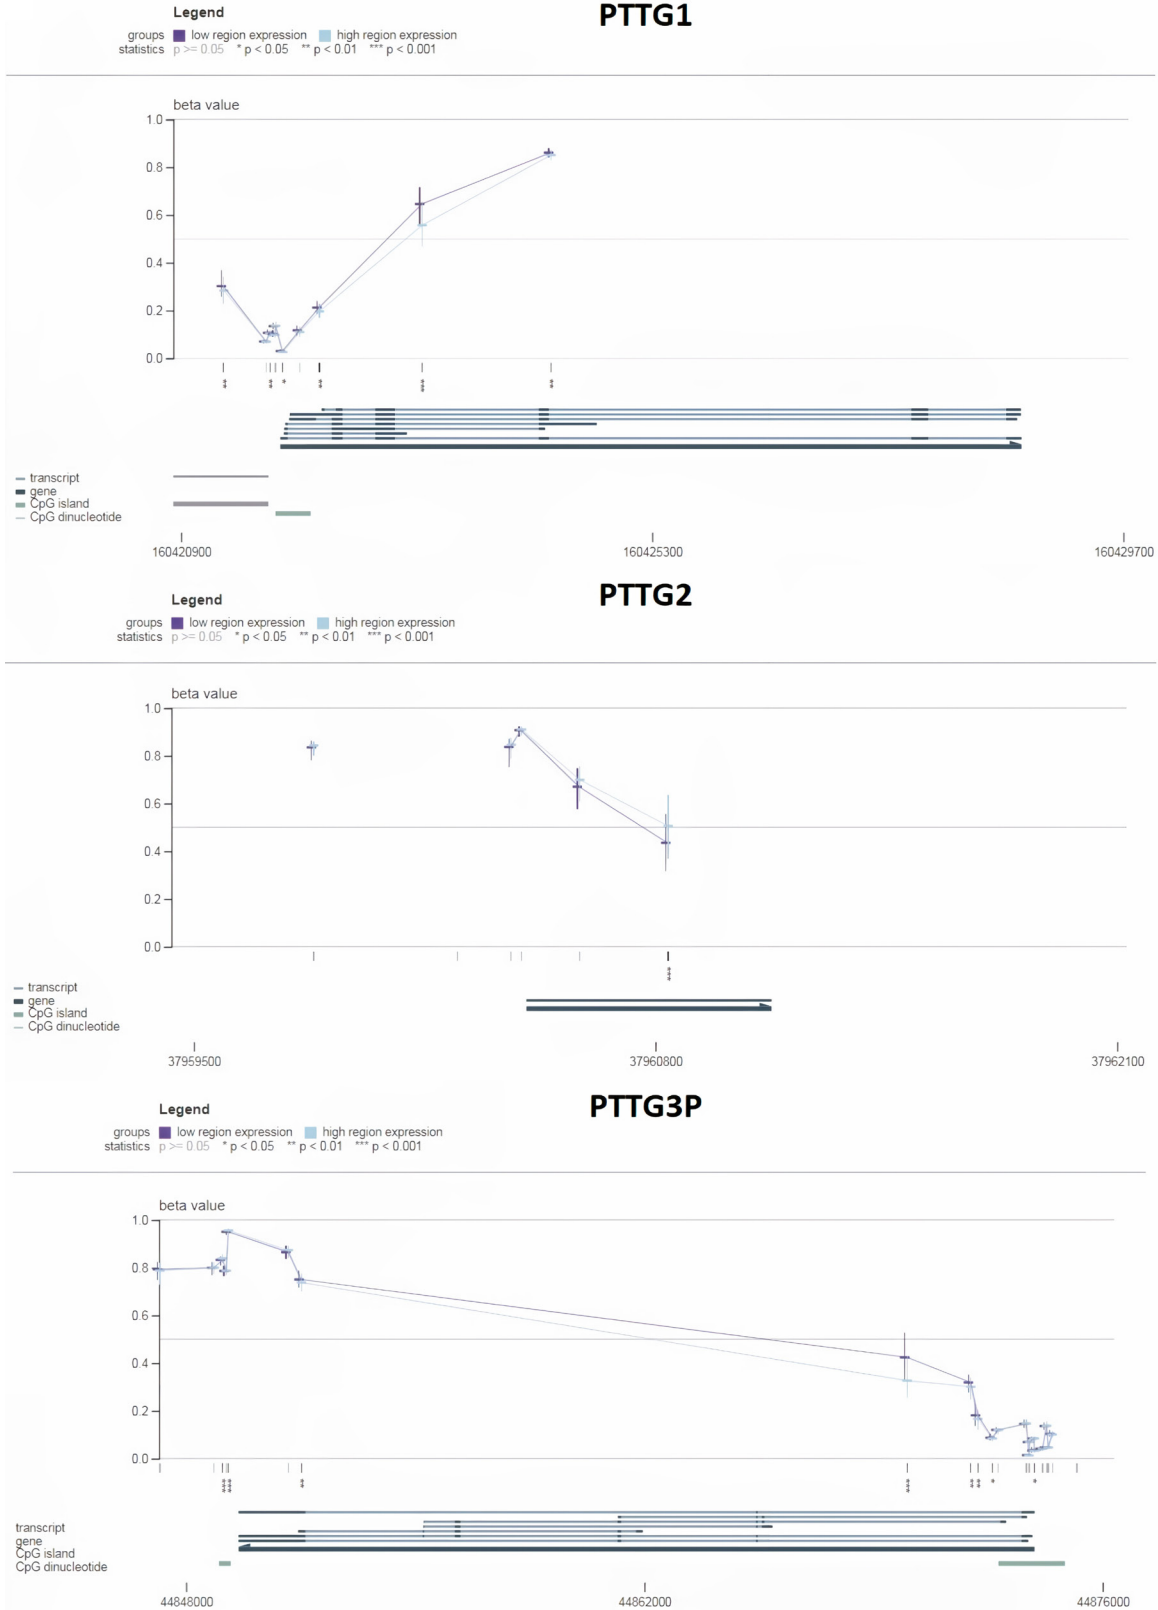 PTTG1
Legend
groups low region expression high region expression
statistics p >= 0.05 * p < 0.05 ** p < 0.01 *** p < 0.001
beta value
1.0
0.8
0.6
0.4
0.2
0.0
** ** * ** *** **
transcript
gene
CpG island
CpG dinucleotide
160420900 160425300 160429700
PTTG2
Legend
groups low region expression high region expression
statistics p >= 0.05 * p < 0.05 ** p < 0.01 *** p < 0.001
beta value
1.0
0.8
0.6
0.4
0.2
0.0
***
transcript
gene
CpG island
CpG dinucleotide
37959500 37960800 37962100
PTTG3P
Legend
groups low region expression high region expression
statistics p >= 0.05 * p < 0.05 ** p < 0.01 *** p < 0.001
beta value
1.0
0.8
0.6
0.4
0.2
0.0
*** *** ** *** ** ** * *
transcript
gene
CpG island
CpG dinucleotide
44848000 44862000 44876000